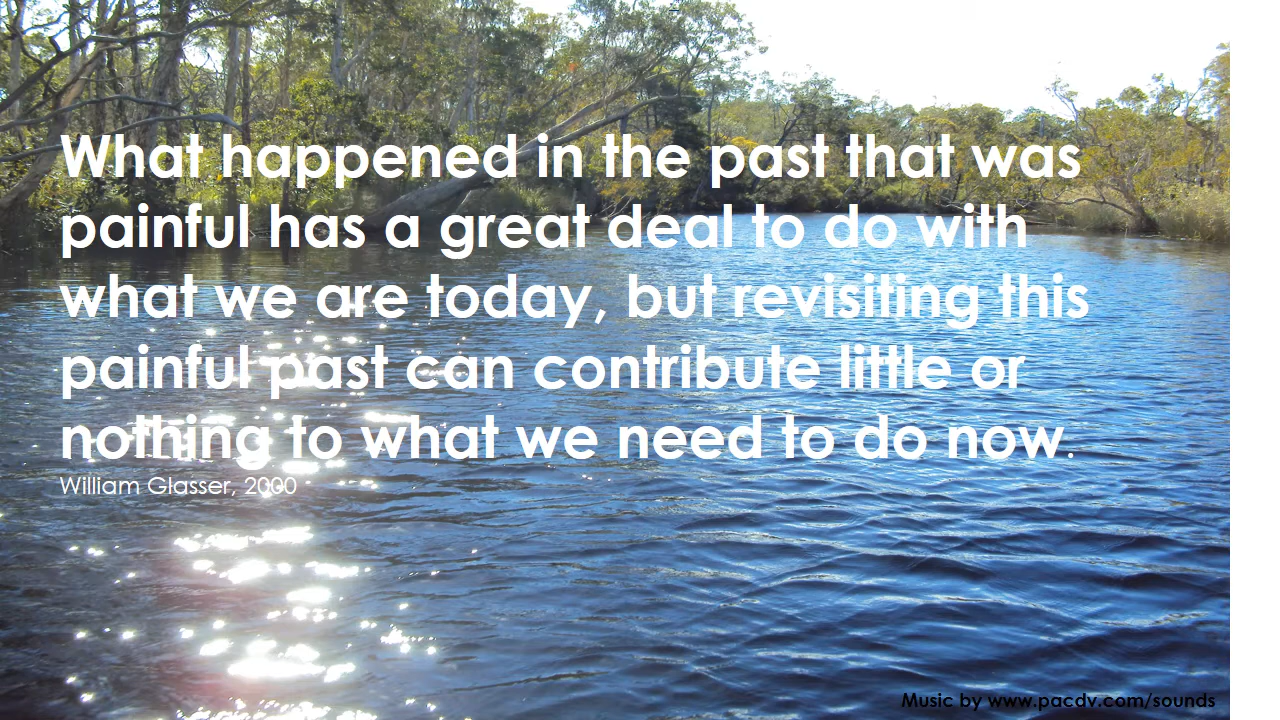 What happened in the past that was
painful has a great deal to do with
what we are today, but revisiting this
painful past can contribute little or
nothing to what we need to do now.
William Glasser, 2000
Music by www.pacdv.com/sounds